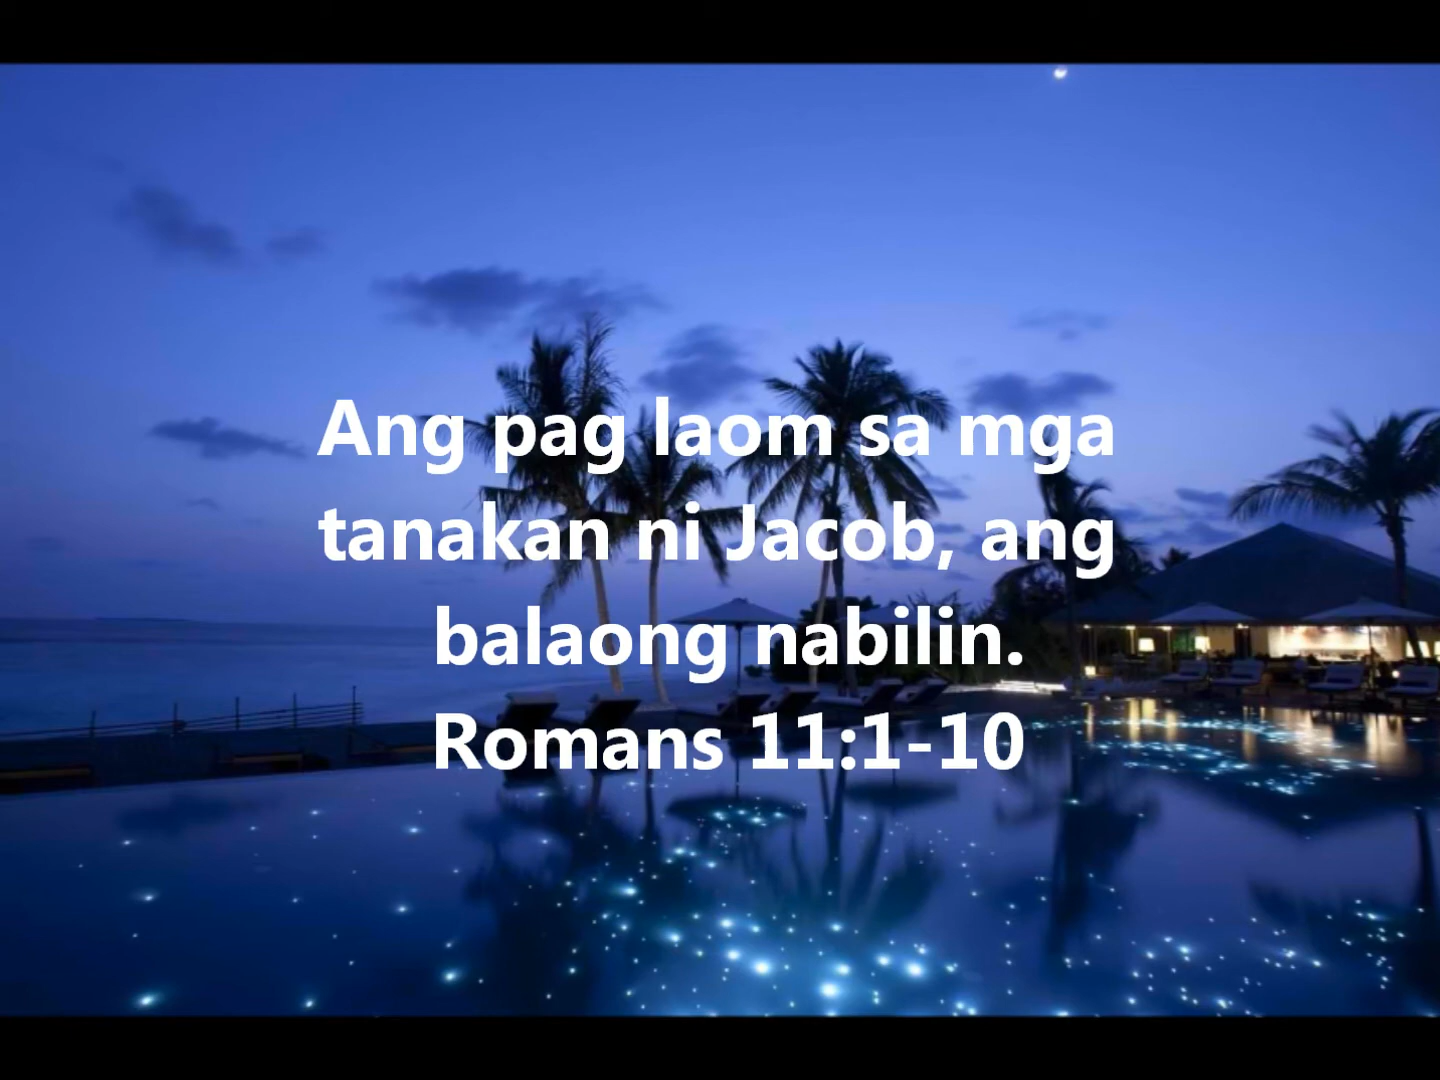 Ang pag laom sa mga
tanakan ni Jacob, ang
balaong nabilin.
Romans 11:1-10